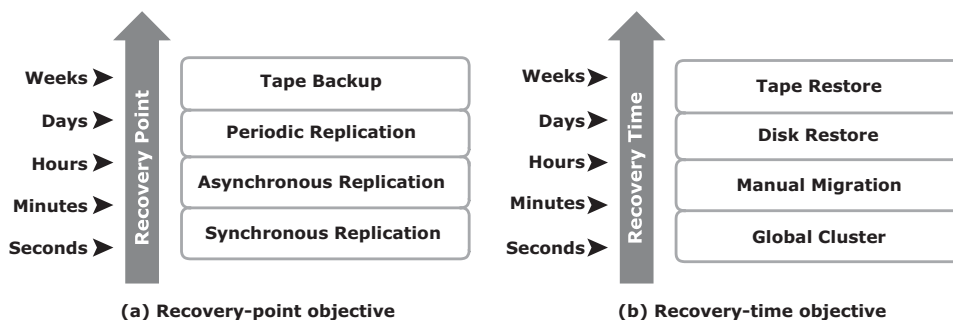 Weeks
Days
Hours
Minutes
Seconds
Recovery Point
Tape Backup
Periodic Replication
Asynchronous Replication
Synchronous Replication
(a) Recovery-point objective
Weeks
Days
Hours
Minutes
Seconds
Recovery Time
Tape Restore
Disk Restore
Manual Migration
Global Cluster
(b) Recovery-time objective